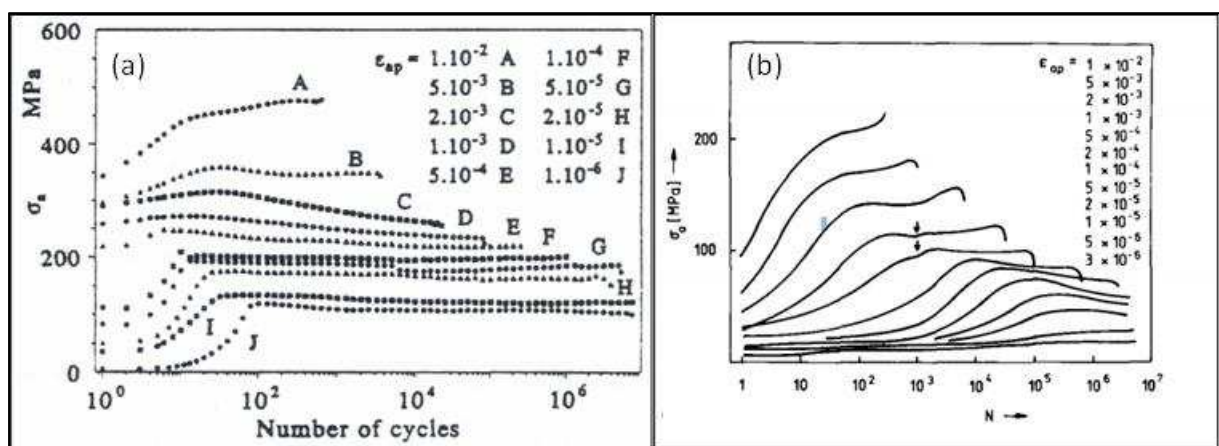 600
(a)
ε_ap = 1.10^-2 A 1.10^-4 F
5.10^-3 B 5.10^-5 G
2.10^-3 C 2.10^-5 H
1.10^-3 D 1.10^-5 I
5.10^-4 E 1.10^-6 J
MPa
400
σ_a
200
0
A
B
C
D
E
F
G
H
I
J
10^0 10^2 10^4 10^6
Number of cycles
(b)
ε_ap = 1 × 10^-2
5 × 10^-3
2 × 10^-3
1 × 10^-3
5 × 10^-4
2 × 10^-4
1 × 10^-4
5 × 10^-5
2 × 10^-5
1 × 10^-5
5 × 10^-6
3 × 10^-6
200
σ_a [MPa] →
100
1 10 10^2 10^3 10^4 10^5 10^6 10^7
N →